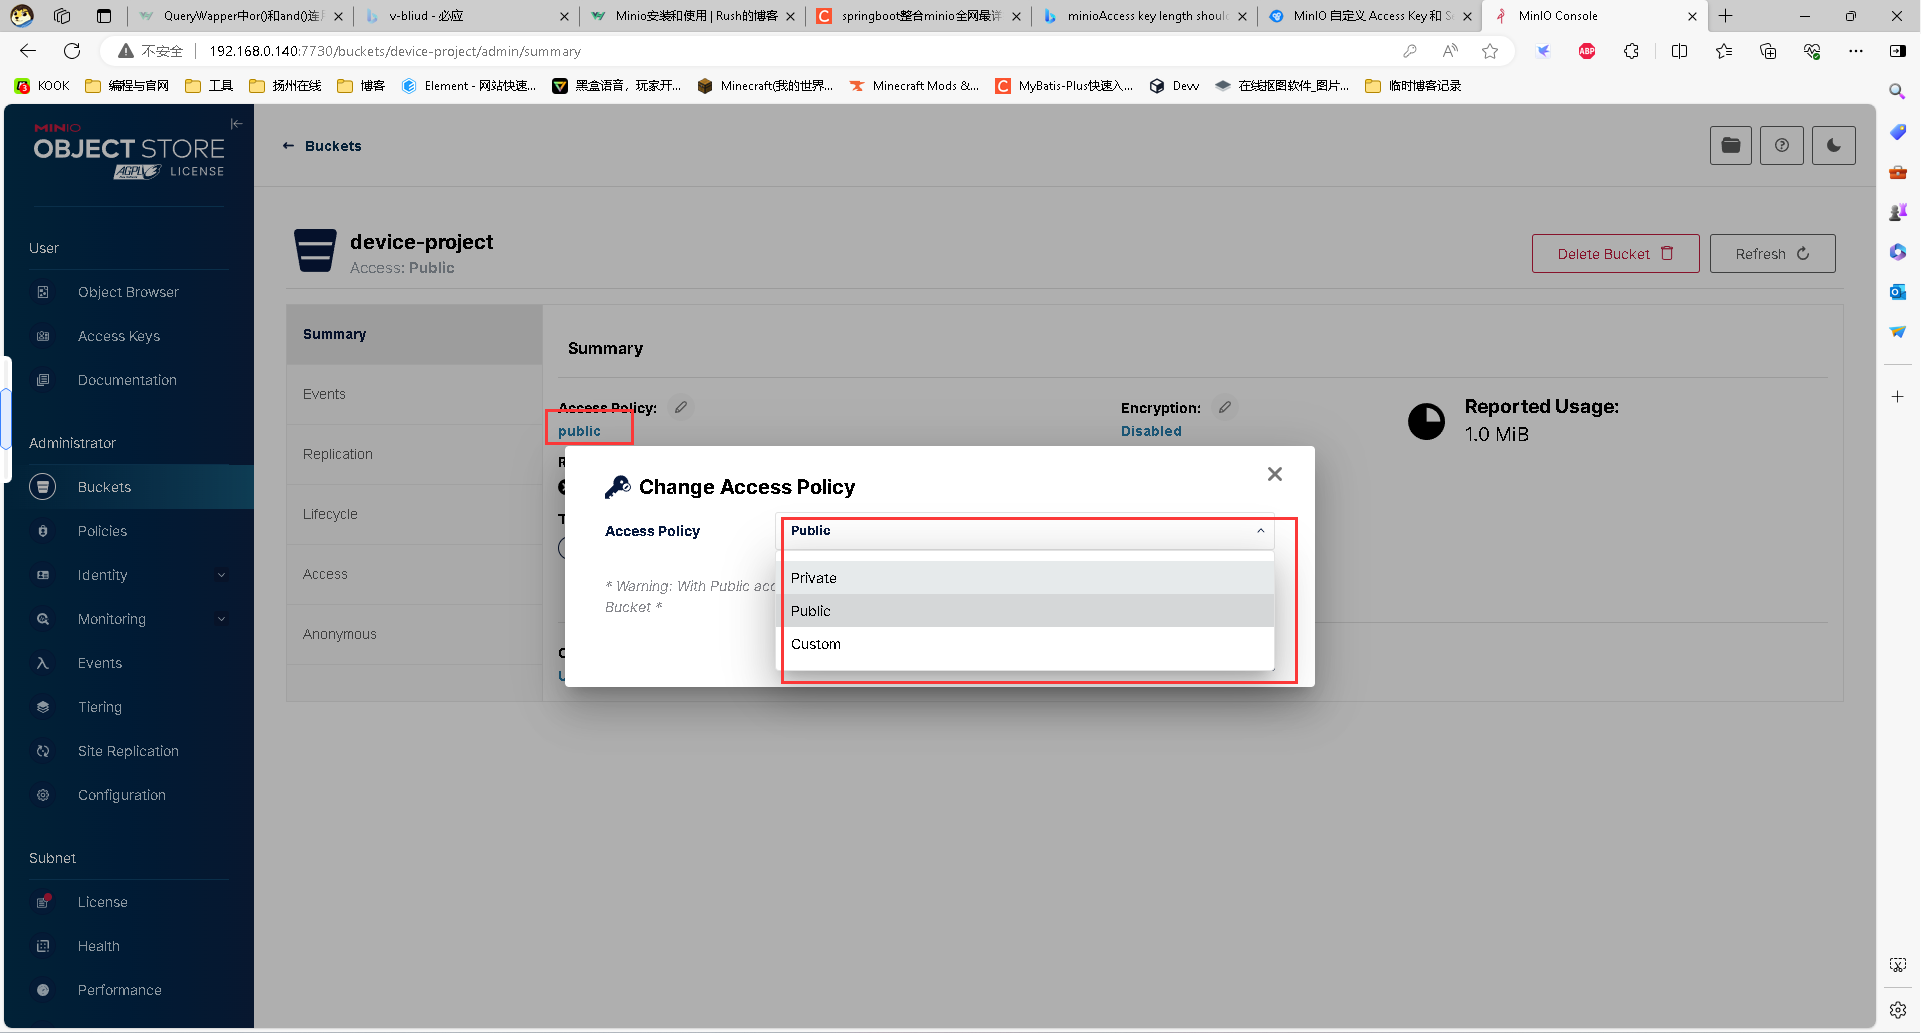 QueryWapper中or()和and()连
v-bliud - 必应
Minio安装和使用 | Rush的博客
springboot整合minio全网最详
minioAccess key length shoul
MinIO 自定义 Access Key 和 Se
MinIO Console
不安全
192.168.0.140:7730/buckets/device-project/admin/summary
KOOK
编程与官网
工具
扬州在线
博客
Element - 网站快速...
黑盒语音，玩家开...
Minecraft(我的世界...
Minecraft Mods &...
MyBatis-Plus快速入...
Devv
在线抠图软件_图片...
临时博客记录
MINIO
OBJECT STORE
AGPLV3 LICENSE
User
Object Browser
Access Keys
Documentation
Administrator
Buckets
Policies
Identity
Monitoring
Events
Tiering
Site Replication
Configuration
Subnet
License
Health
Performance
Buckets
device-project
Access: Public
Delete Bucket
Refresh
Summary
Events
Replication
Lifecycle
Access
Anonymous
Summary
Access Policy:
public
Encryption:
Disabled
Reported Usage:
1.0 MiB
Change Access Policy
Access Policy
Public
Private
Public
Custom
* Warning: With Public acc
Bucket *